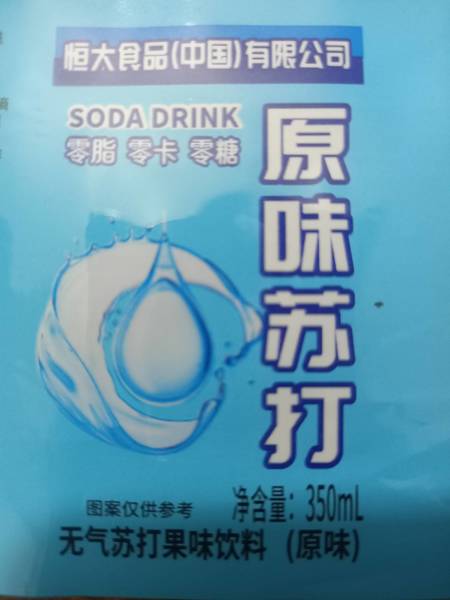 恒大食品(中国)有限公司
SODA DRINK
零脂 零卡 零糖
原味苏打
图案仅供参考
净含量：350mL
无气苏打果味饮料（原味）